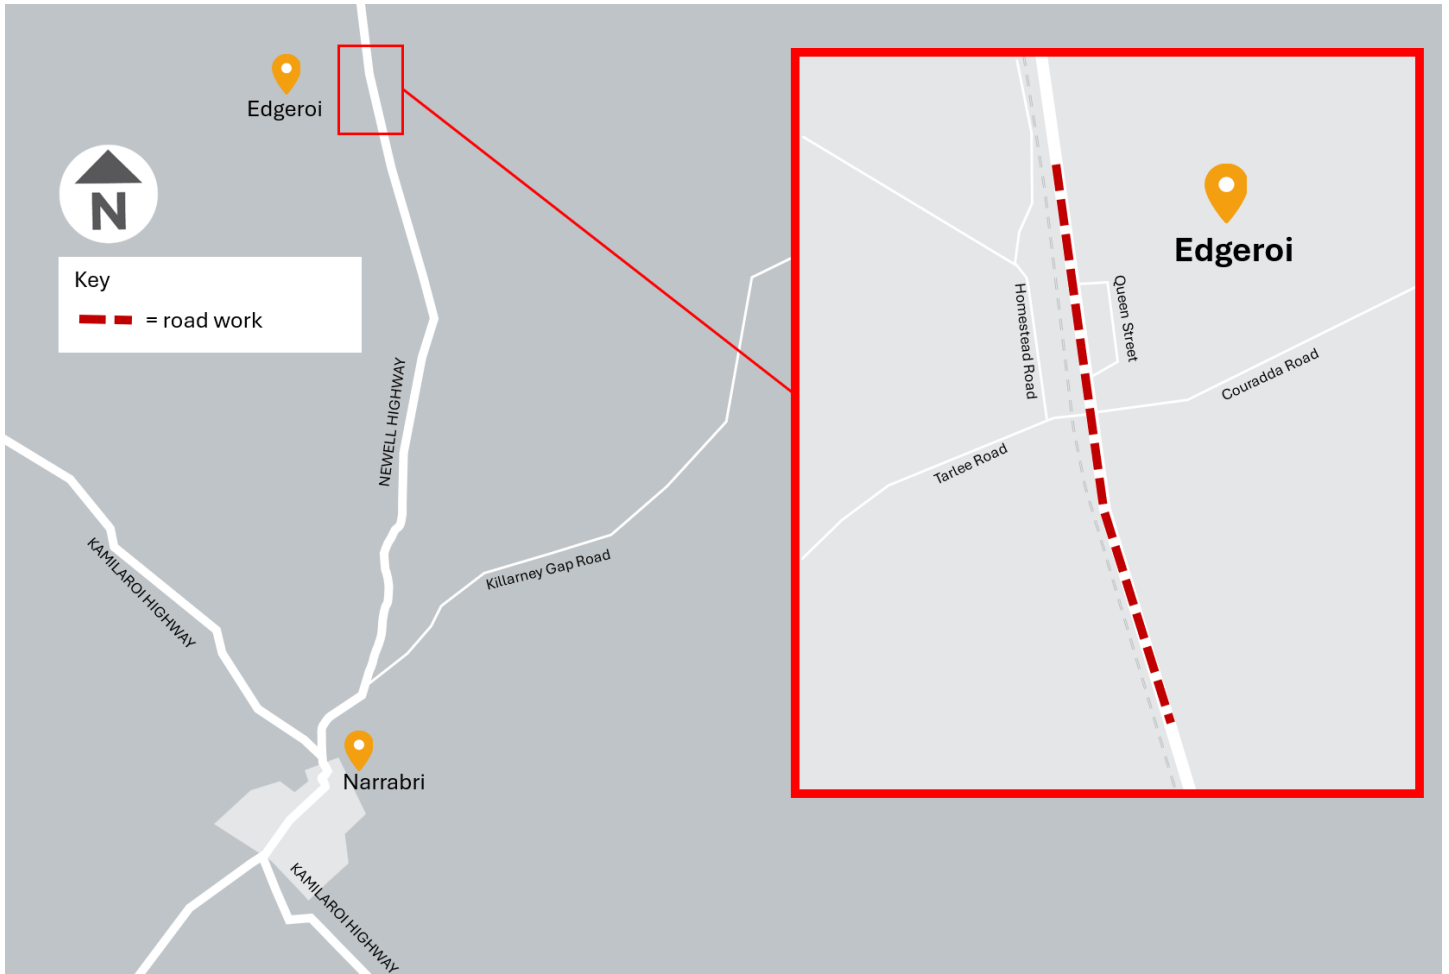 Edgeroi
N
Key
= road work
NEWELL HIGHWAY
KAMILAROI HIGHWAY
Killarney Gap Road
Narrabri
KAMILAROI HIGHWAY
Edgeroi
Queen Street
Homestead Road
Couradda Road
Tarlee Road